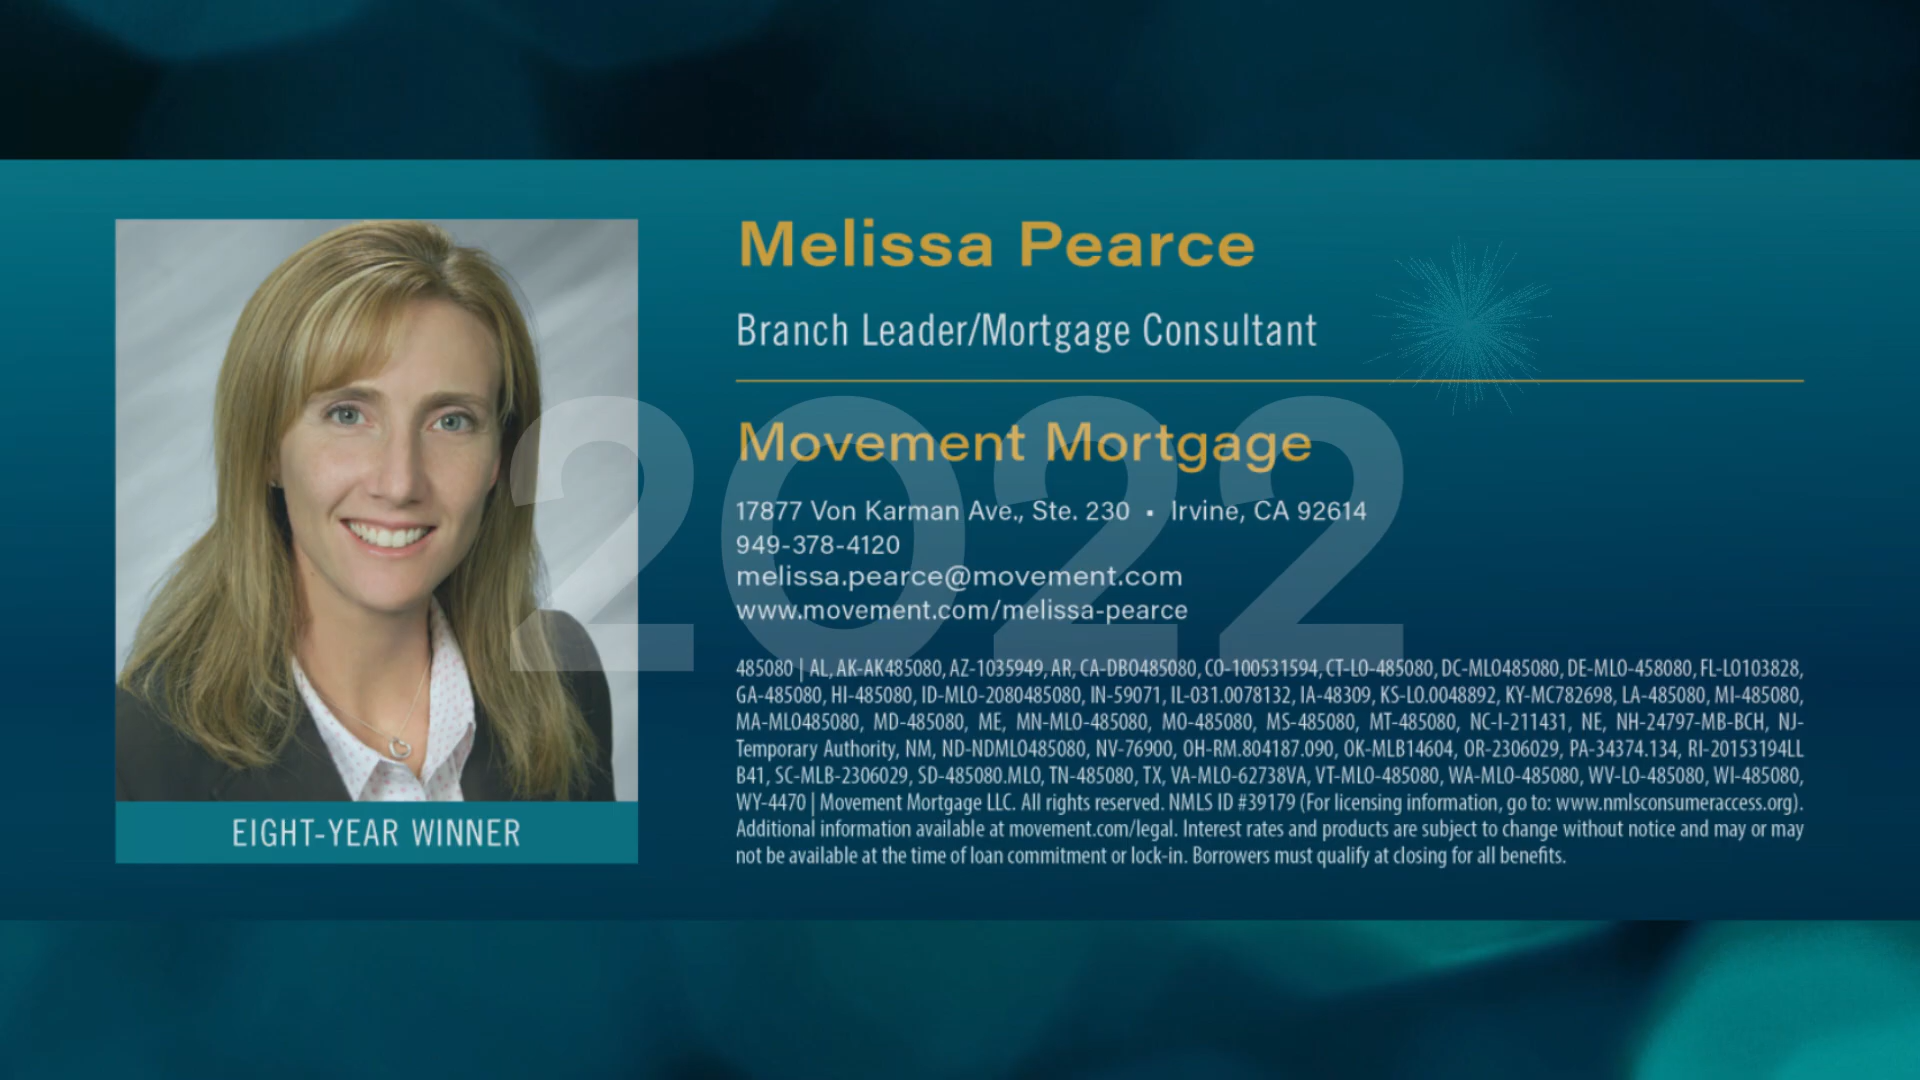 Melissa Pearce
Branch Leader/Mortgage Consultant
Movement Mortgage
17877 Von Karman Ave., Ste. 230 • Irvine, CA 92614
949-378-4120
melissa.pearce@movement.com
www.movement.com/melissa-pearce
2022
485080 | AL, AK-AK485080, AZ-1035949, AR, CA-DBO485080, CO-100531594, CT-LO-485080, DC-MLO485080, DE-MLO-458080, FL-LO103828,
GA-485080, HI-485080, ID-MLO-2080485080, IN-59071, IL-031.0078132, IA-48309, KS-LO.0048892, KY-MC782698, LA-485080, MI-485080,
MA-MLO485080, MD-485080, ME, MN-MLO-485080, MO-485080, MS-485080, MT-485080, NC-I-211431, NE, NH-24797-MB-BCH, NJ-
Temporary Authority, NM, ND-NDMLO485080, NV-76900, OH-RM.804187.090, OK-MLB14604, OR-2306029, PA-34374.134, RI-20153194LL
B41, SC-MLB-2306029, SD-485080.MLO, TN-485080, TX, VA-MLO-62738VA, VT-MLO-485080, WA-MLO-485080, WV-LO-485080, WI-485080,
WY-4470 | Movement Mortgage LLC. All rights reserved. NMLS ID #39179 (For licensing information, go to: www.nmlsconsumeraccess.org).
Additional information available at movement.com/legal. Interest rates and products are subject to change without notice and may or may
not be available at the time of loan commitment or lock-in. Borrowers must qualify at closing for all benefits.
EIGHT-YEAR WINNER